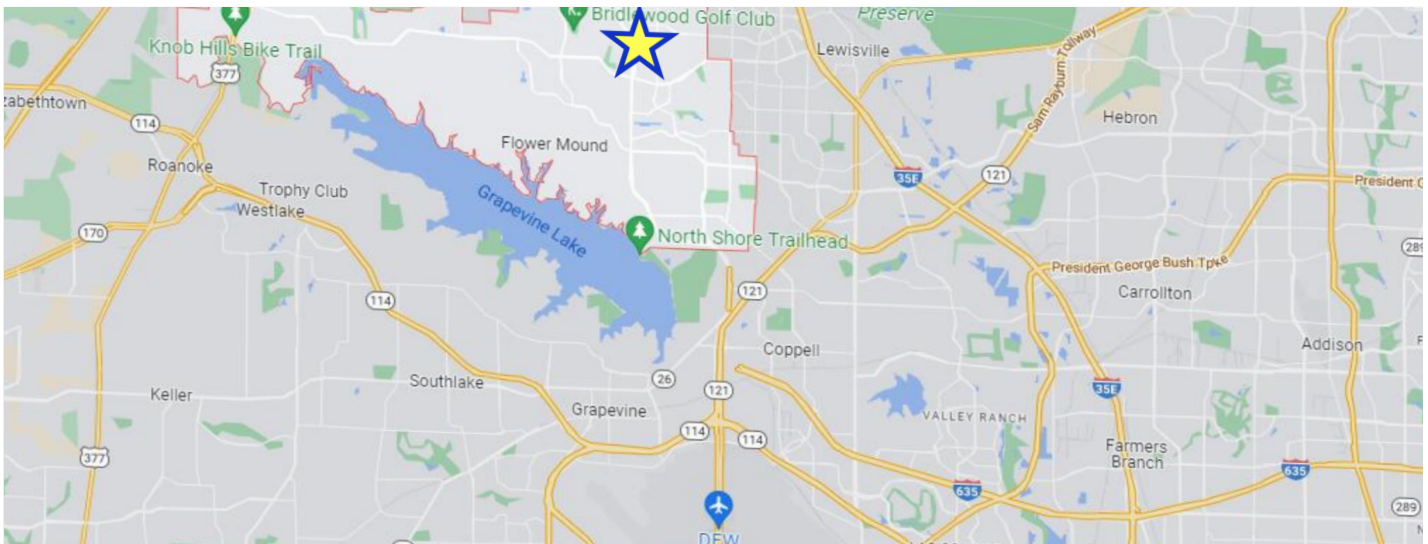 Bridlewood Golf Club
Preserve
Knob Hills Bike Trail
Lewisville
377
Sam Rayburn Tollway
zabethtown
114
Hebron
Flower Mound
Roanoke
35E
121
President G
Trophy Club
Westlake
Grapevine Lake
170
North Shore Trailhead
289
President George Bush Tpke
121
Carrollton
114
Coppell
Addison
26
Southlake
121
35E
Keller
Grapevine
VALLEY RANCH
114
114
Farmers
Branch
377
635
635
289
DFW